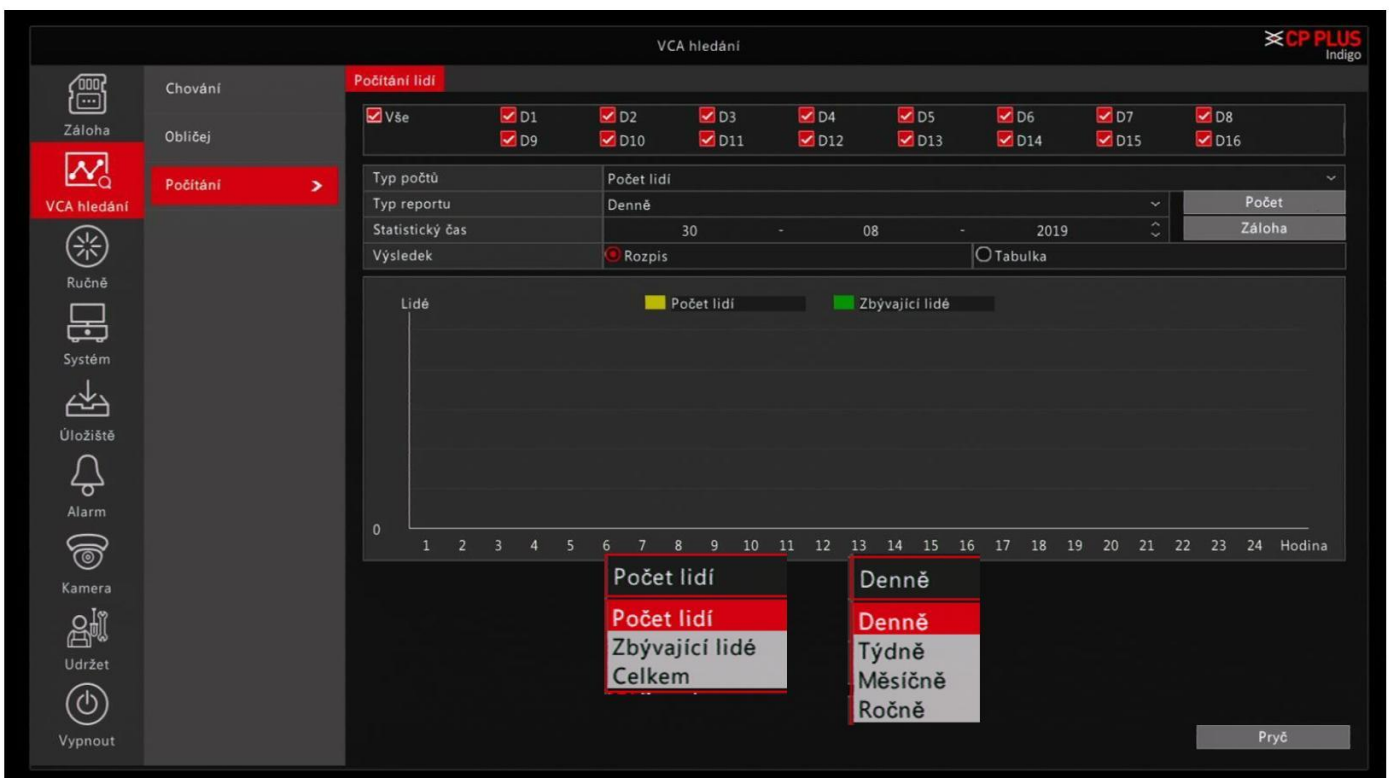 VCA hledání
CP PLUS
Indigo
Záloha
VCA hledání
Ručně
Systém
Úložiště
Alarm
Kamera
Udržet
Vypnout
Chování
Obličej
Počítání >
Počítání lidí
Vše D1 D2 D3 D4 D5 D6 D7 D8
D9 D10 D11 D12 D13 D14 D15 D16
Typ počtů Počet lidí
Typ reportu Denně Počet
Statistický čas 30 - 08 - 2019 Záloha
Výsledek Rozpis Tabulka
Lidé Počet lidí Zbývající lidé
0
1 2 3 4 5 6 7 8 9 10 11 12 13 14 15 16 17 18 19 20 21 22 23 24 Hodina
Počet lidí
Počet lidí
Zbývající lidé
Celkem
Denně
Denně
Týdně
Měsíčně
Ročně
Pryč